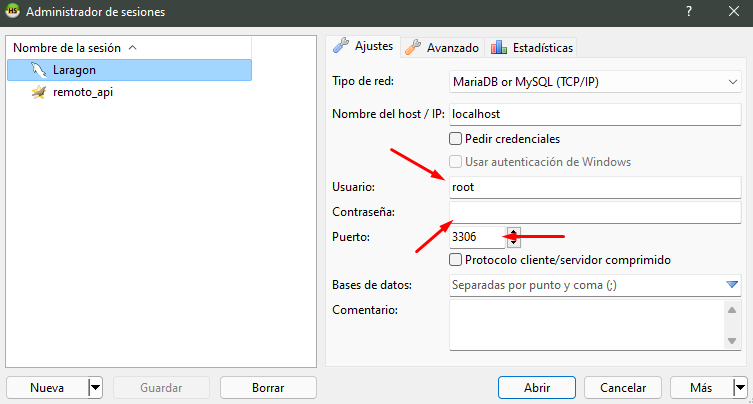 HS Administrador de sesiones ?
Nombre de la sesión
Laragon
remoto_api
Ajustes Avanzado Estadísticas
Tipo de red: MariaDB or MySQL (TCP/IP)
Nombre del host / IP: localhost
Pedir credenciales
Usar autenticación de Windows
Usuario: root
Contraseña:
Puerto: 3306
Protocolo cliente/servidor comprimido
Bases de datos: Separadas por punto y coma (;)
Comentario:
Nueva Guardar Borrar Abrir Cancelar Más